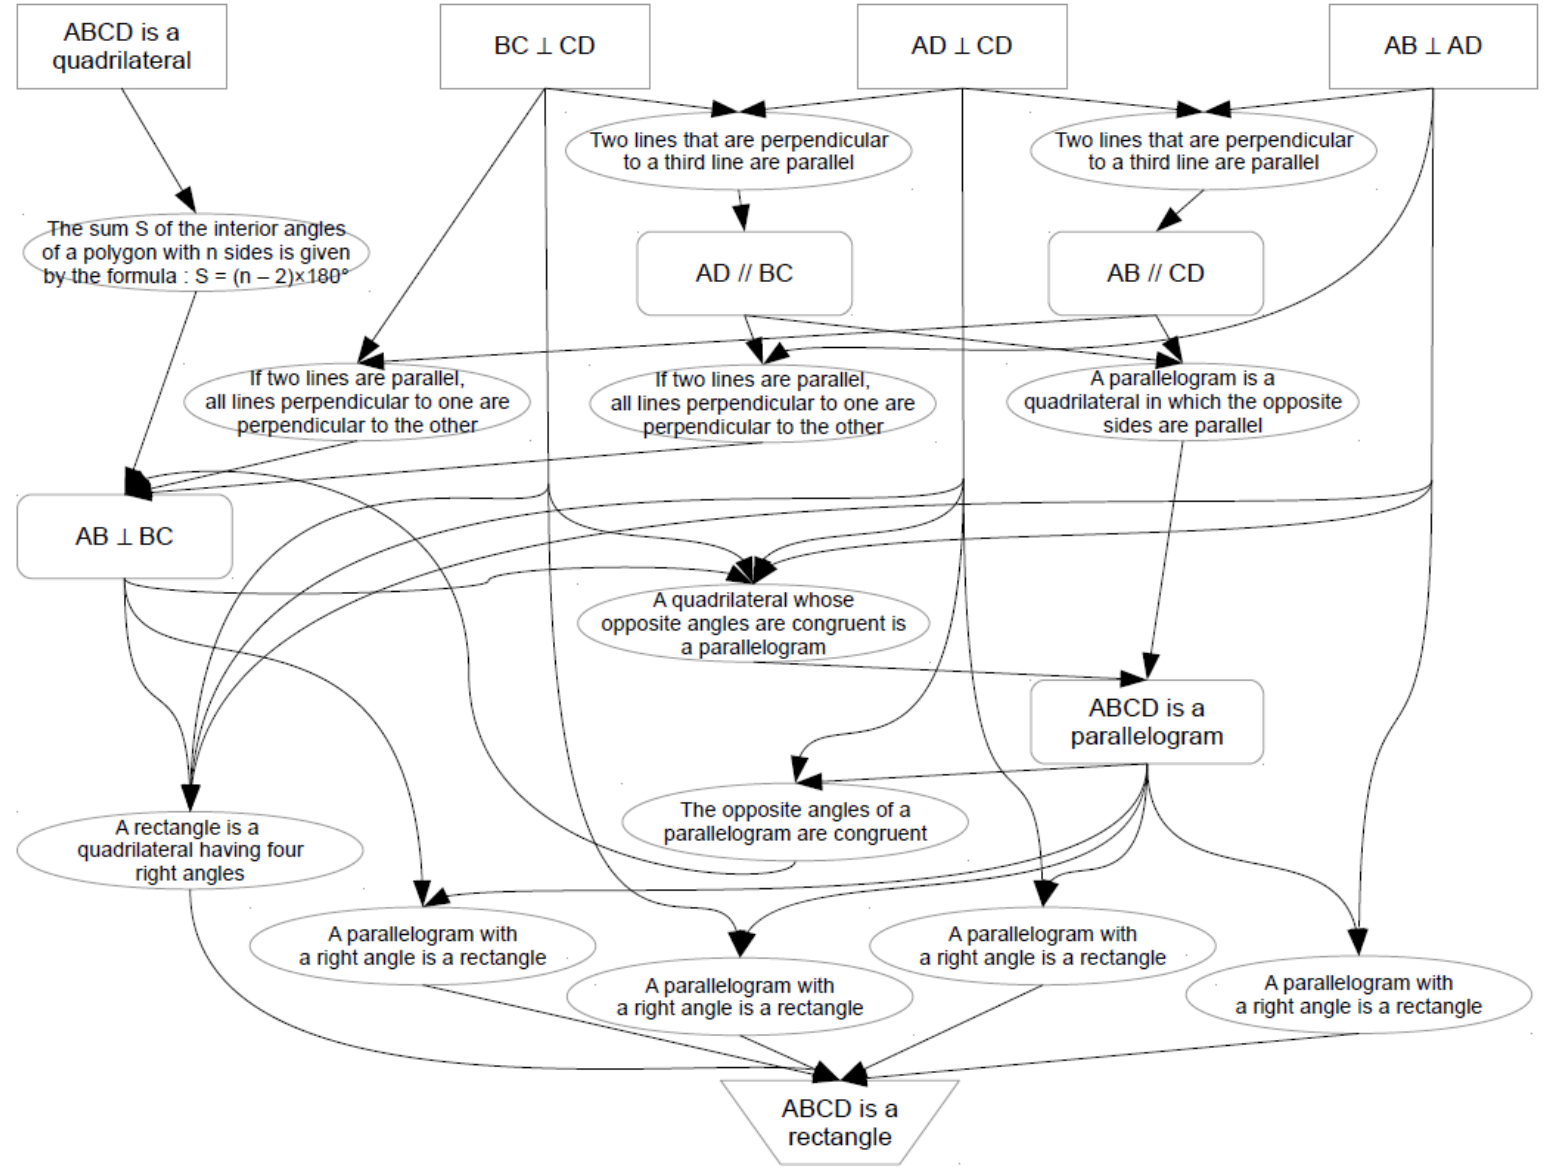 ABCD is a
quadrilateral
BC ⊥ CD
AD ⊥ CD
AB ⊥ AD
Two lines that are perpendicular
to a third line are parallel
Two lines that are perpendicular
to a third line are parallel
The sum S of the interior angles
of a polygon with n sides is given
by the formula : S = (n – 2)×180°
AD // BC
AB // CD
If two lines are parallel,
all lines perpendicular to one are
perpendicular to the other
If two lines are parallel,
all lines perpendicular to one are
perpendicular to the other
A parallelogram is a
quadrilateral in which the opposite
sides are parallel
AB ⊥ BC
A quadrilateral whose
opposite angles are congruent is
a parallelogram
ABCD is a
parallelogram
The opposite angles of a
parallelogram are congruent
A rectangle is a
quadrilateral having four
right angles
A parallelogram with
a right angle is a rectangle
A parallelogram with
a right angle is a rectangle
A parallelogram with
a right angle is a rectangle
A parallelogram with
a right angle is a rectangle
ABCD is a
rectangle